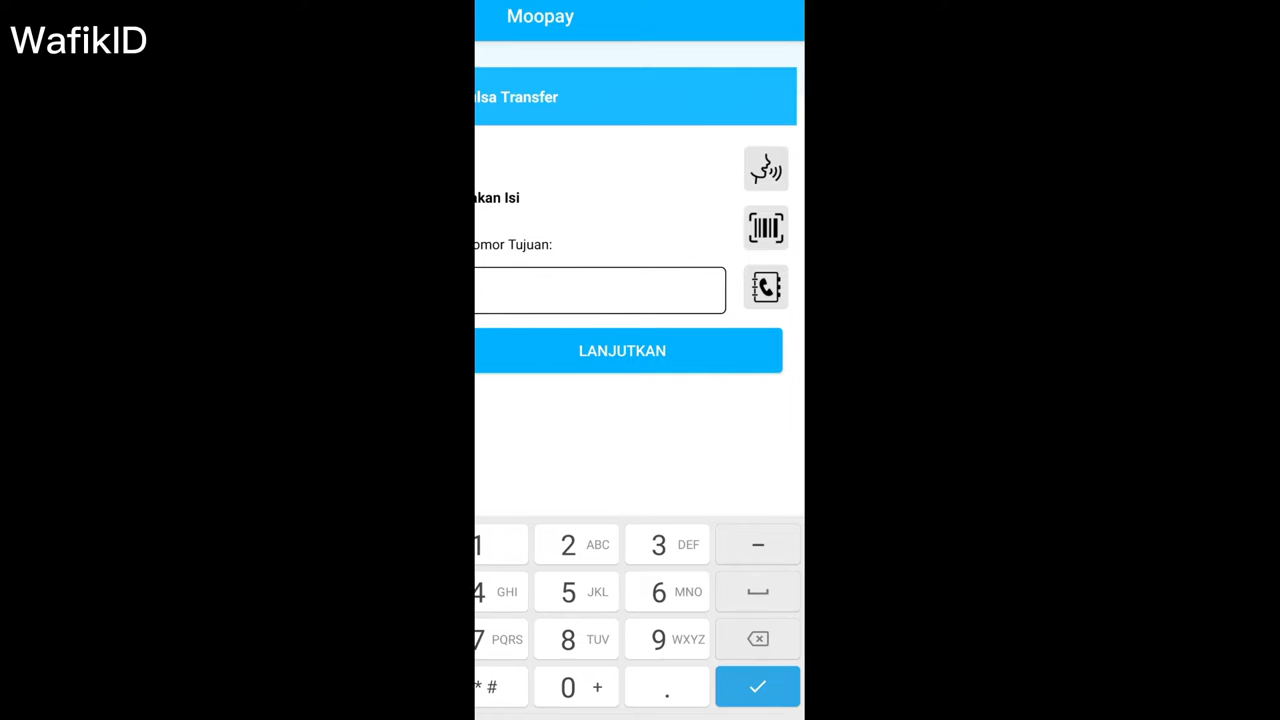 WafikID
Moopay
lsa Transfer
kan Isi
omor Tujuan:
LANJUTKAN
1
2 ABC
3 DEF
-
4 GHI
5 JKL
6 MNO
7 PQRS
8 TUV
9 WXYZ
* #
0 +
.